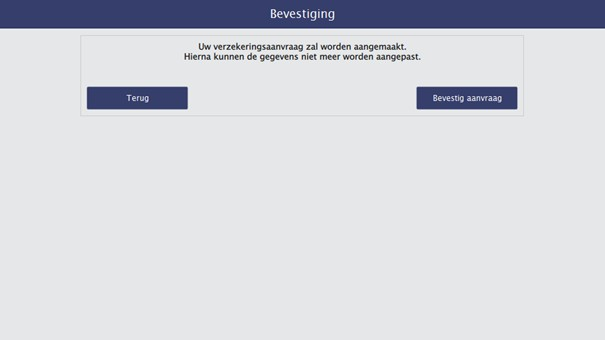 Bevestiging
Uw verzekeringsaanvraag zal worden aangemaakt.
Hierna kunnen de gegevens niet meer worden aangepast.
Terug
Bevestig aanvraag